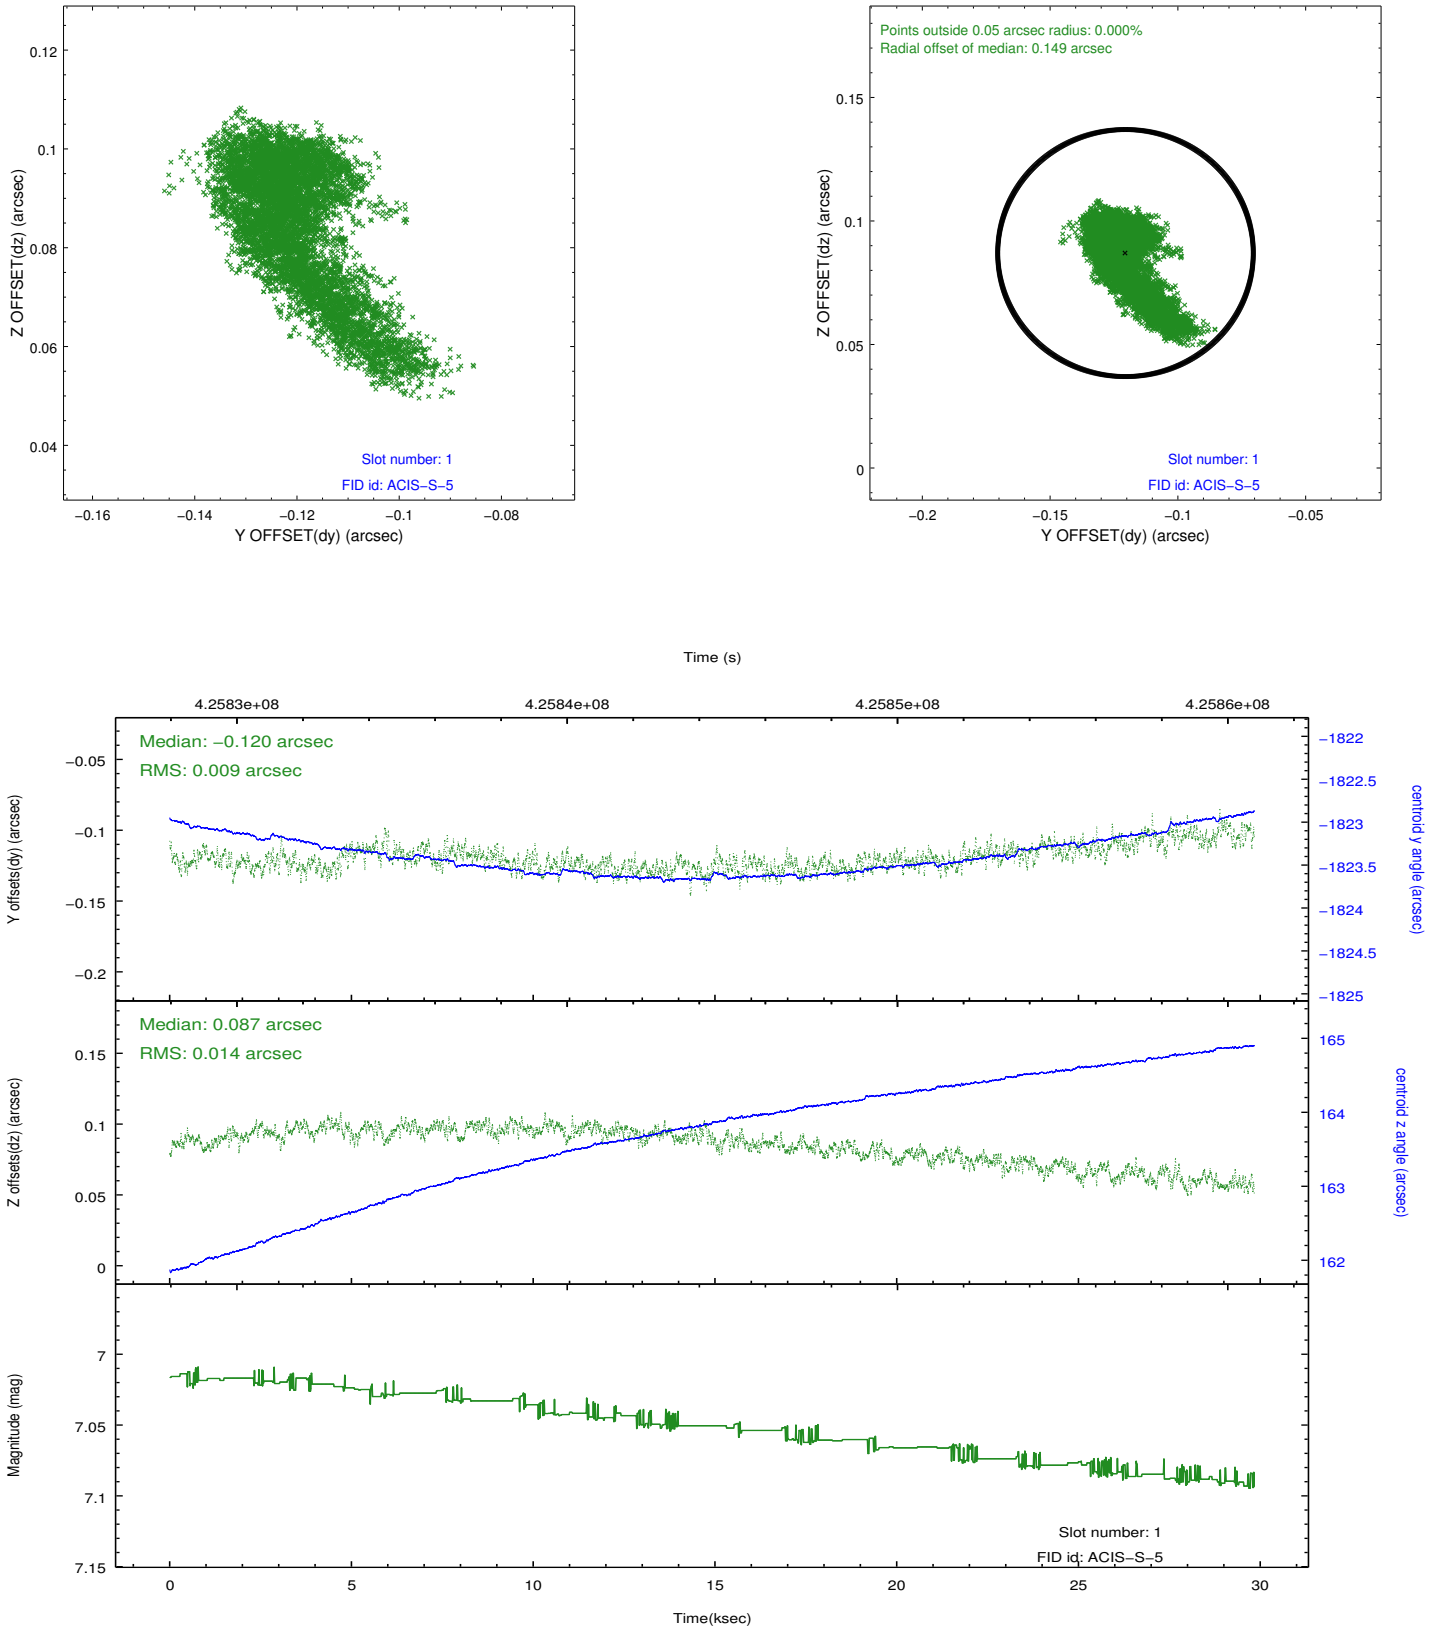 0.12
0.1
0.08
0.06
0.04
Z OFFSET(dz) (arcsec)
Slot number: 1
FID id: ACIS−S−5
−0.16 −0.14 −0.12 −0.1 −0.08
Y OFFSET(dy) (arcsec)
Points outside 0.05 arcsec radius: 0.000%
Radial offset of median: 0.149 arcsec
0.15
0.1
0.05
0
Z OFFSET(dz) (arcsec)
Slot number: 1
FID id: ACIS−S−5
−0.2 −0.15 −0.1 −0.05
Y OFFSET(dy) (arcsec)
Time (s)
4.2583e+08 4.2584e+08 4.2585e+08 4.2586e+08
Median: −0.120 arcsec
RMS: 0.009 arcsec
−0.05
−0.1
−0.15
−0.2
Y offsets(dy) (arcsec)
−1822
−1822.5
−1823
−1823.5
−1824
−1824.5
−1825
centroid y angle (arcsec)
Median: 0.087 arcsec
RMS: 0.014 arcsec
0.15
0.1
0.05
0
Z offsets(dz) (arcsec)
165
164
163
162
centroid z angle (arcsec)
7
7.05
7.1
7.15
Magnitude (mag)
Slot number: 1
FID id: ACIS−S−5
0 5 10 15 20 25 30
Time(ksec)